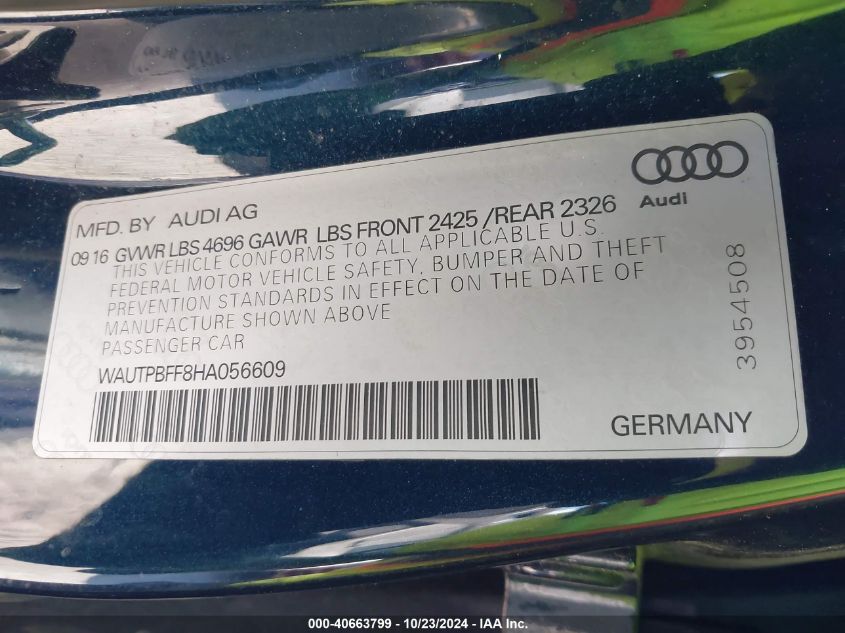 Audi
MFD. BY AUDI AG
09 16 GVWR LBS 4696 GAWR LBS FRONT 2425 /REAR 2326
THIS VEHICLE CONFORMS TO ALL APPLICABLE U.S.
FEDERAL MOTOR VEHICLE SAFETY, BUMPER AND THEFT
PREVENTION STANDARDS IN EFFECT ON THE DATE OF
MANUFACTURE SHOWN ABOVE
PASSENGER CAR
WAUTPBFF8HA056609
GERMANY
3954508
000-40663799 - 10/23/2024 - IAA Inc.